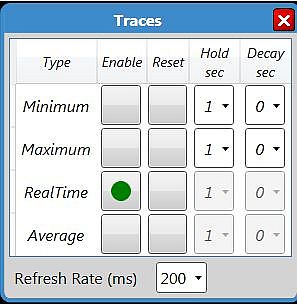 Traces
Type Enable Reset Hold sec Decay sec
Minimum 1 0
Maximum 1 0
RealTime 1 0
Average 1 0
Refresh Rate (ms) 200